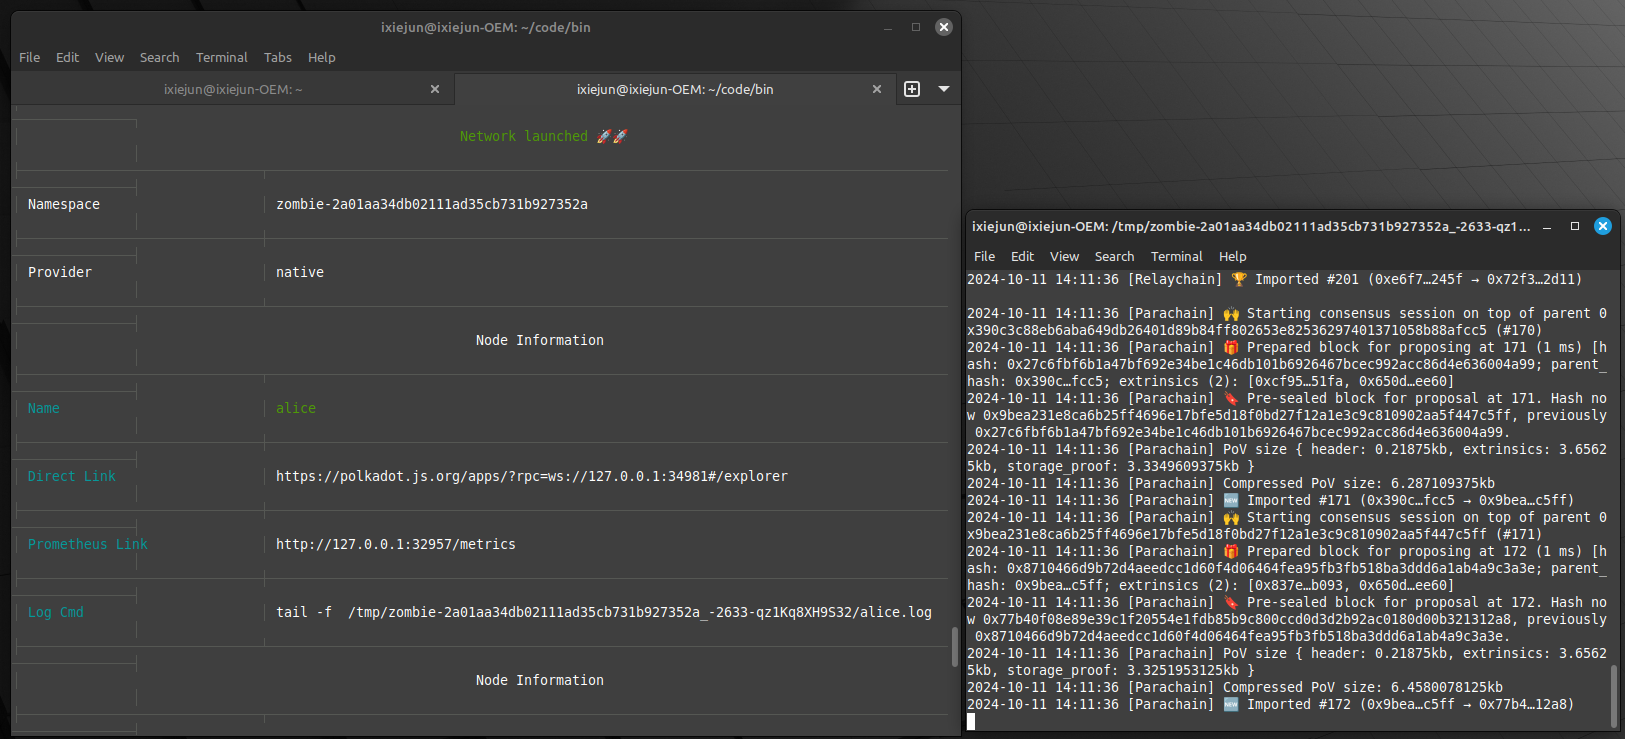 ixiejun@ixiejun-OEM: ~/code/bin
File Edit View Search Terminal Tabs Help
ixiejun@ixiejun-OEM: ~
ixiejun@ixiejun-OEM: ~/code/bin
Network launched 🚀🚀
Namespace zombie-2a01aa34db02111ad35cb731b927352a
Provider native
Node Information
Name alice
Direct Link https://polkadot.js.org/apps/?rpc=ws://127.0.0.1:34981#/explorer
Prometheus Link http://127.0.0.1:32957/metrics
Log Cmd tail -f  /tmp/zombie-2a01aa34db02111ad35cb731b927352a_-2633-qz1Kq8XH9S32/alice.log
Node Information
ixiejun@ixiejun-OEM: /tmp/zombie-2a01aa34db02111ad35cb731b927352a_-2633-qz1...
File Edit View Search Terminal Help
2024-10-11 14:11:36 [Relaychain] 🏆 Imported #201 (0xe6f7…245f → 0x72f3…2d11)
2024-10-11 14:11:36 [Parachain] 🙌 Starting consensus session on top of parent 0
x390c3c88eb6aba649db26401d89b84ff802653e82536297401371058b88afcc5 (#170)
2024-10-11 14:11:36 [Parachain] 🎁 Prepared block for proposing at 171 (1 ms) [h
ash: 0x27c6fbf6b1a47bf692e34be1c46db101b6926467bcec992acc86d4e636004a99; parent_
hash: 0x390c…fcc5; extrinsics (2): [0xcf95…51fa, 0x650d…ee60]
2024-10-11 14:11:36 [Parachain] 🔖 Pre-sealed block for proposal at 171. Hash no
w 0x9bea231e8ca6b25ff4696e17bfe5d18f0bd27f12a1e3c9c810902aa5f447c5ff, previously
 0x27c6fbf6b1a47bf692e34be1c46db101b6926467bcec992acc86d4e636004a99.
2024-10-11 14:11:36 [Parachain] PoV size { header: 0.21875kb, extrinsics: 3.6562
5kb, storage_proof: 3.3349609375kb }
2024-10-11 14:11:36 [Parachain] Compressed PoV size: 6.287109375kb
2024-10-11 14:11:36 [Parachain] 🆕 Imported #171 (0x390c…fcc5 → 0x9bea…c5ff)
2024-10-11 14:11:36 [Parachain] 🙌 Starting consensus session on top of parent 0
x9bea231e8ca6b25ff4696e17bfe5d18f0bd27f12a1e3c9c810902aa5f447c5ff (#171)
2024-10-11 14:11:36 [Parachain] 🎁 Prepared block for proposing at 172 (1 ms) [h
ash: 0x8710466d9b72d4aeedcc1d60f4d06464fea95fb3fb518ba3ddd6a1ab4a9c3a3e; parent_
hash: 0x9bea…c5ff; extrinsics (2): [0x837e…b093, 0x650d…ee60]
2024-10-11 14:11:36 [Parachain] 🔖 Pre-sealed block for proposal at 172. Hash no
w 0x77b40f08e89e39c1f20554e1fdb85b9c800ccd0d3d2b92ac0180d00b321312a8, previously
 0x8710466d9b72d4aeedcc1d60f4d06464fea95fb3fb518ba3ddd6a1ab4a9c3a3e.
2024-10-11 14:11:36 [Parachain] PoV size { header: 0.21875kb, extrinsics: 3.6562
5kb, storage_proof: 3.3251953125kb }
2024-10-11 14:11:36 [Parachain] Compressed PoV size: 6.4580078125kb
2024-10-11 14:11:36 [Parachain] 🆕 Imported #172 (0x9bea…c5ff → 0x77b4…12a8)